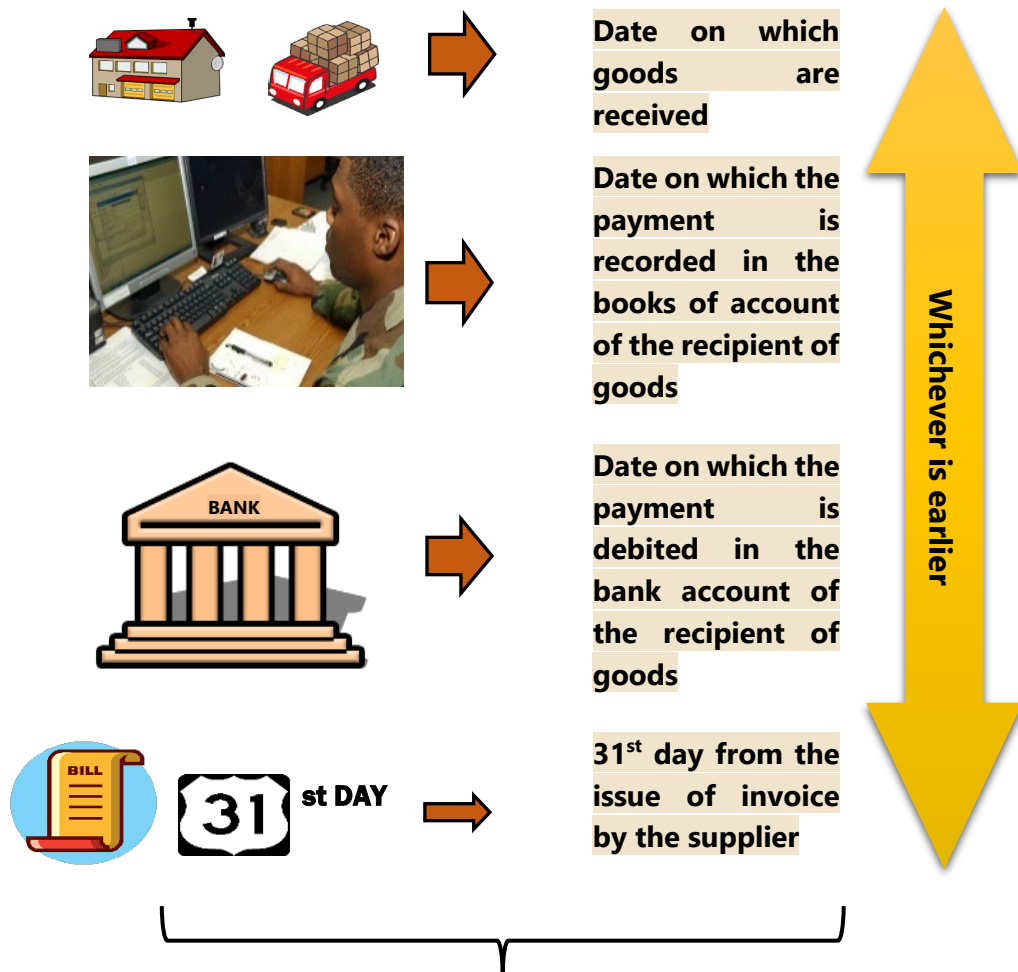 Date on which
goods are
received
Date on which the
payment is
recorded in the
books of account
of the recipient of
goods
BANK
Date on which the
payment is
debited in the
bank account of
the recipient of
goods
Whichever is earlier
BILL
31
st DAY
31st day from the
issue of invoice
by the supplier